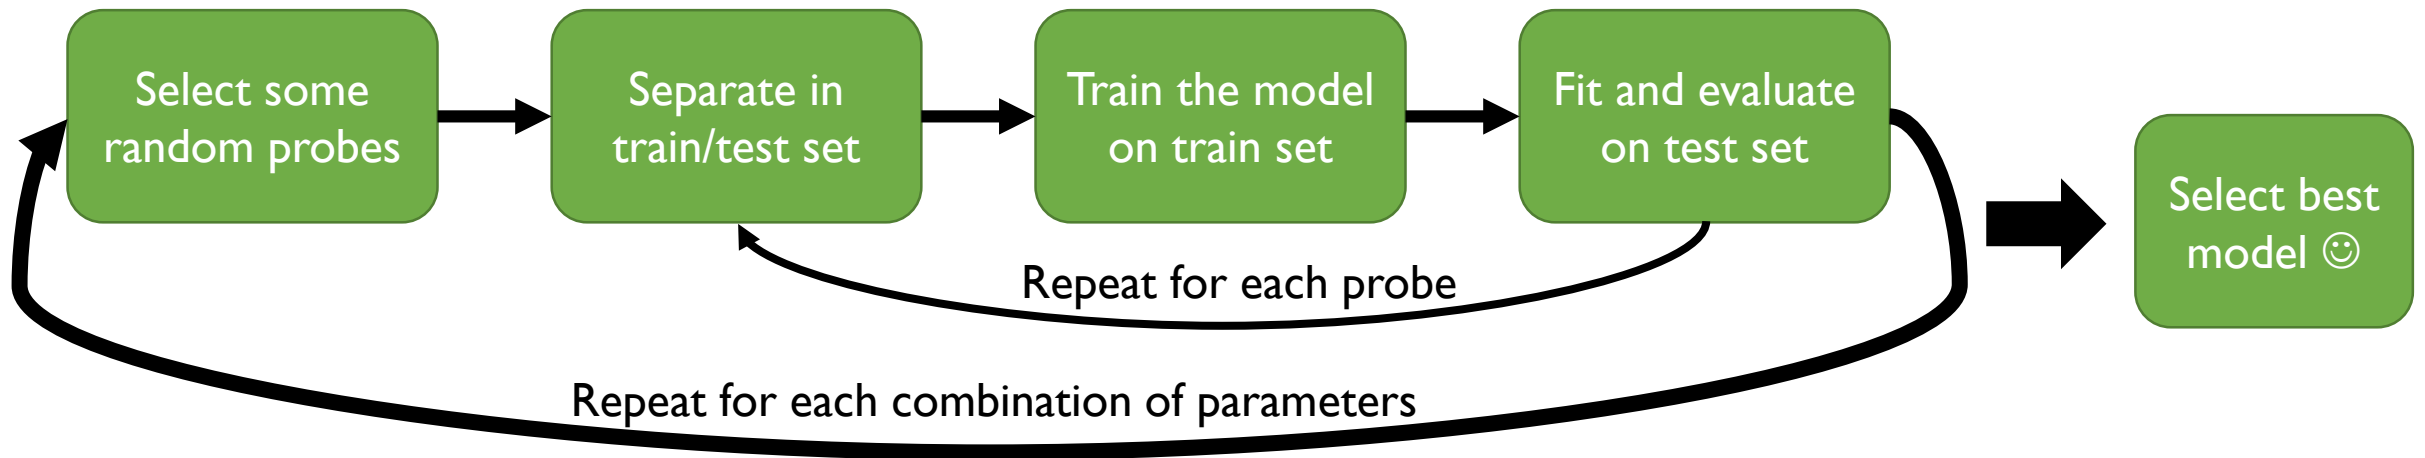 Select some
random probes
Separate in
train/test set
Train the model
on train set
Fit and evaluate
on test set
Select best
model ☺
Repeat for each probe
Repeat for each combination of parameters